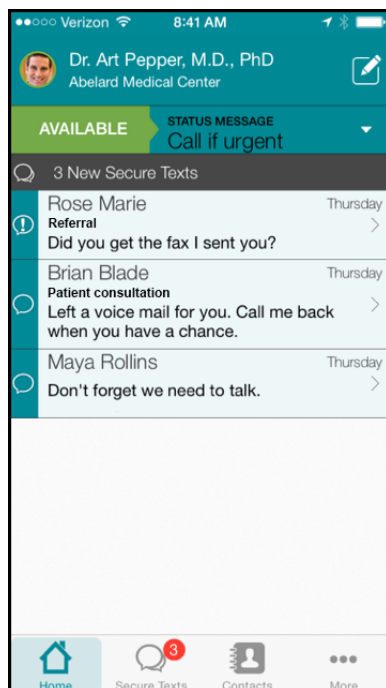 Verizon 8:41 AM
Dr. Art Pepper, M.D., PhD
Abelard Medical Center
AVAILABLE
STATUS MESSAGE
Call if urgent
3 New Secure Texts
Rose Marie Thursday
Referral
Did you get the fax I sent you?
Brian Blade Thursday
Patient consultation
Left a voice mail for you. Call me back
when you have a chance.
Maya Rollins Thursday
Don't forget we need to talk.
3
Home Secure Texts Contacts More